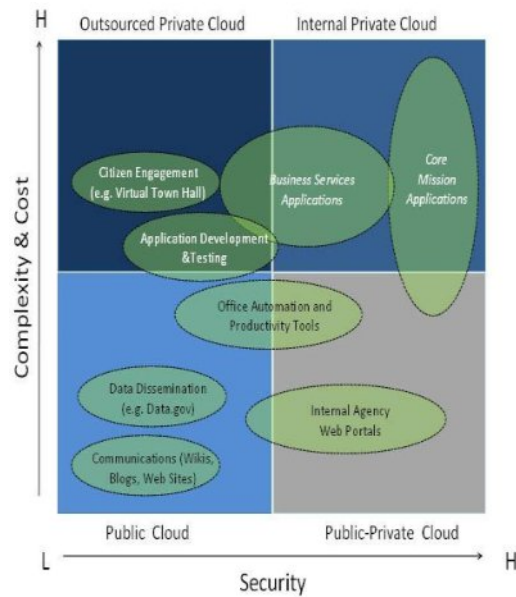 H
Outsourced Private Cloud
Internal Private Cloud
Complexity & Cost
Citizen Engagement
(e.g. Virtual Town Hall)
Business Services
Applications
Core
Mission
Applications
Application Development
&Testing
Office Automation and
Productivity Tools
Data Dissemination
(e.g. Data.gov)
Internal Agency
Web Portals
Communications (Wikis,
Blogs, Web Sites)
Public Cloud
Public-Private Cloud
L
H
Security